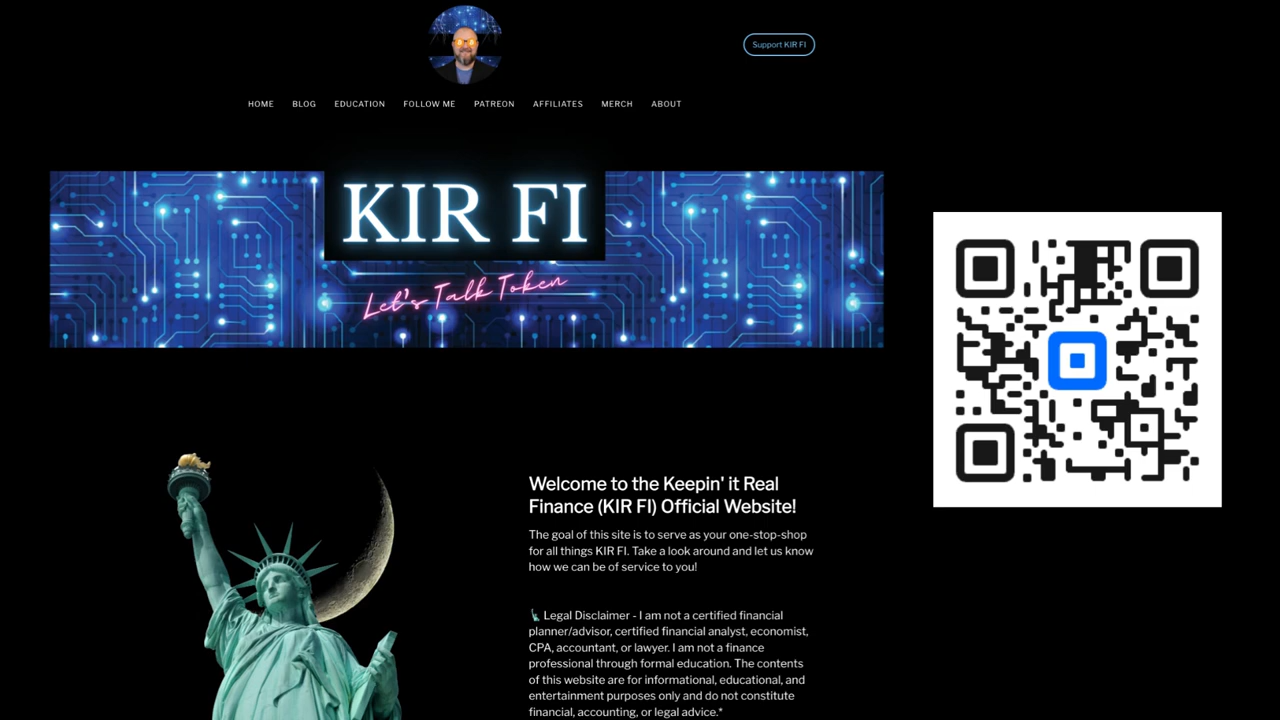 Support KIR FI
HOME BLOG EDUCATION FOLLOW ME PATREON AFFILIATES MERCH ABOUT
KIR FI
Let's Talk Token
Welcome to the Keepin' it Real
Finance (KIR FI) Official Website!
The goal of this site is to serve as your one-stop-shop
for all things KIR FI. Take a look around and let us know
how we can be of service to you!
🗽 Legal Disclaimer - I am not a certified financial
planner/advisor, certified financial analyst, economist,
CPA, accountant, or lawyer. I am not a finance
professional through formal education. The contents
of this website are for informational, educational, and
entertainment purposes only and do not constitute
financial, accounting, or legal advice.*